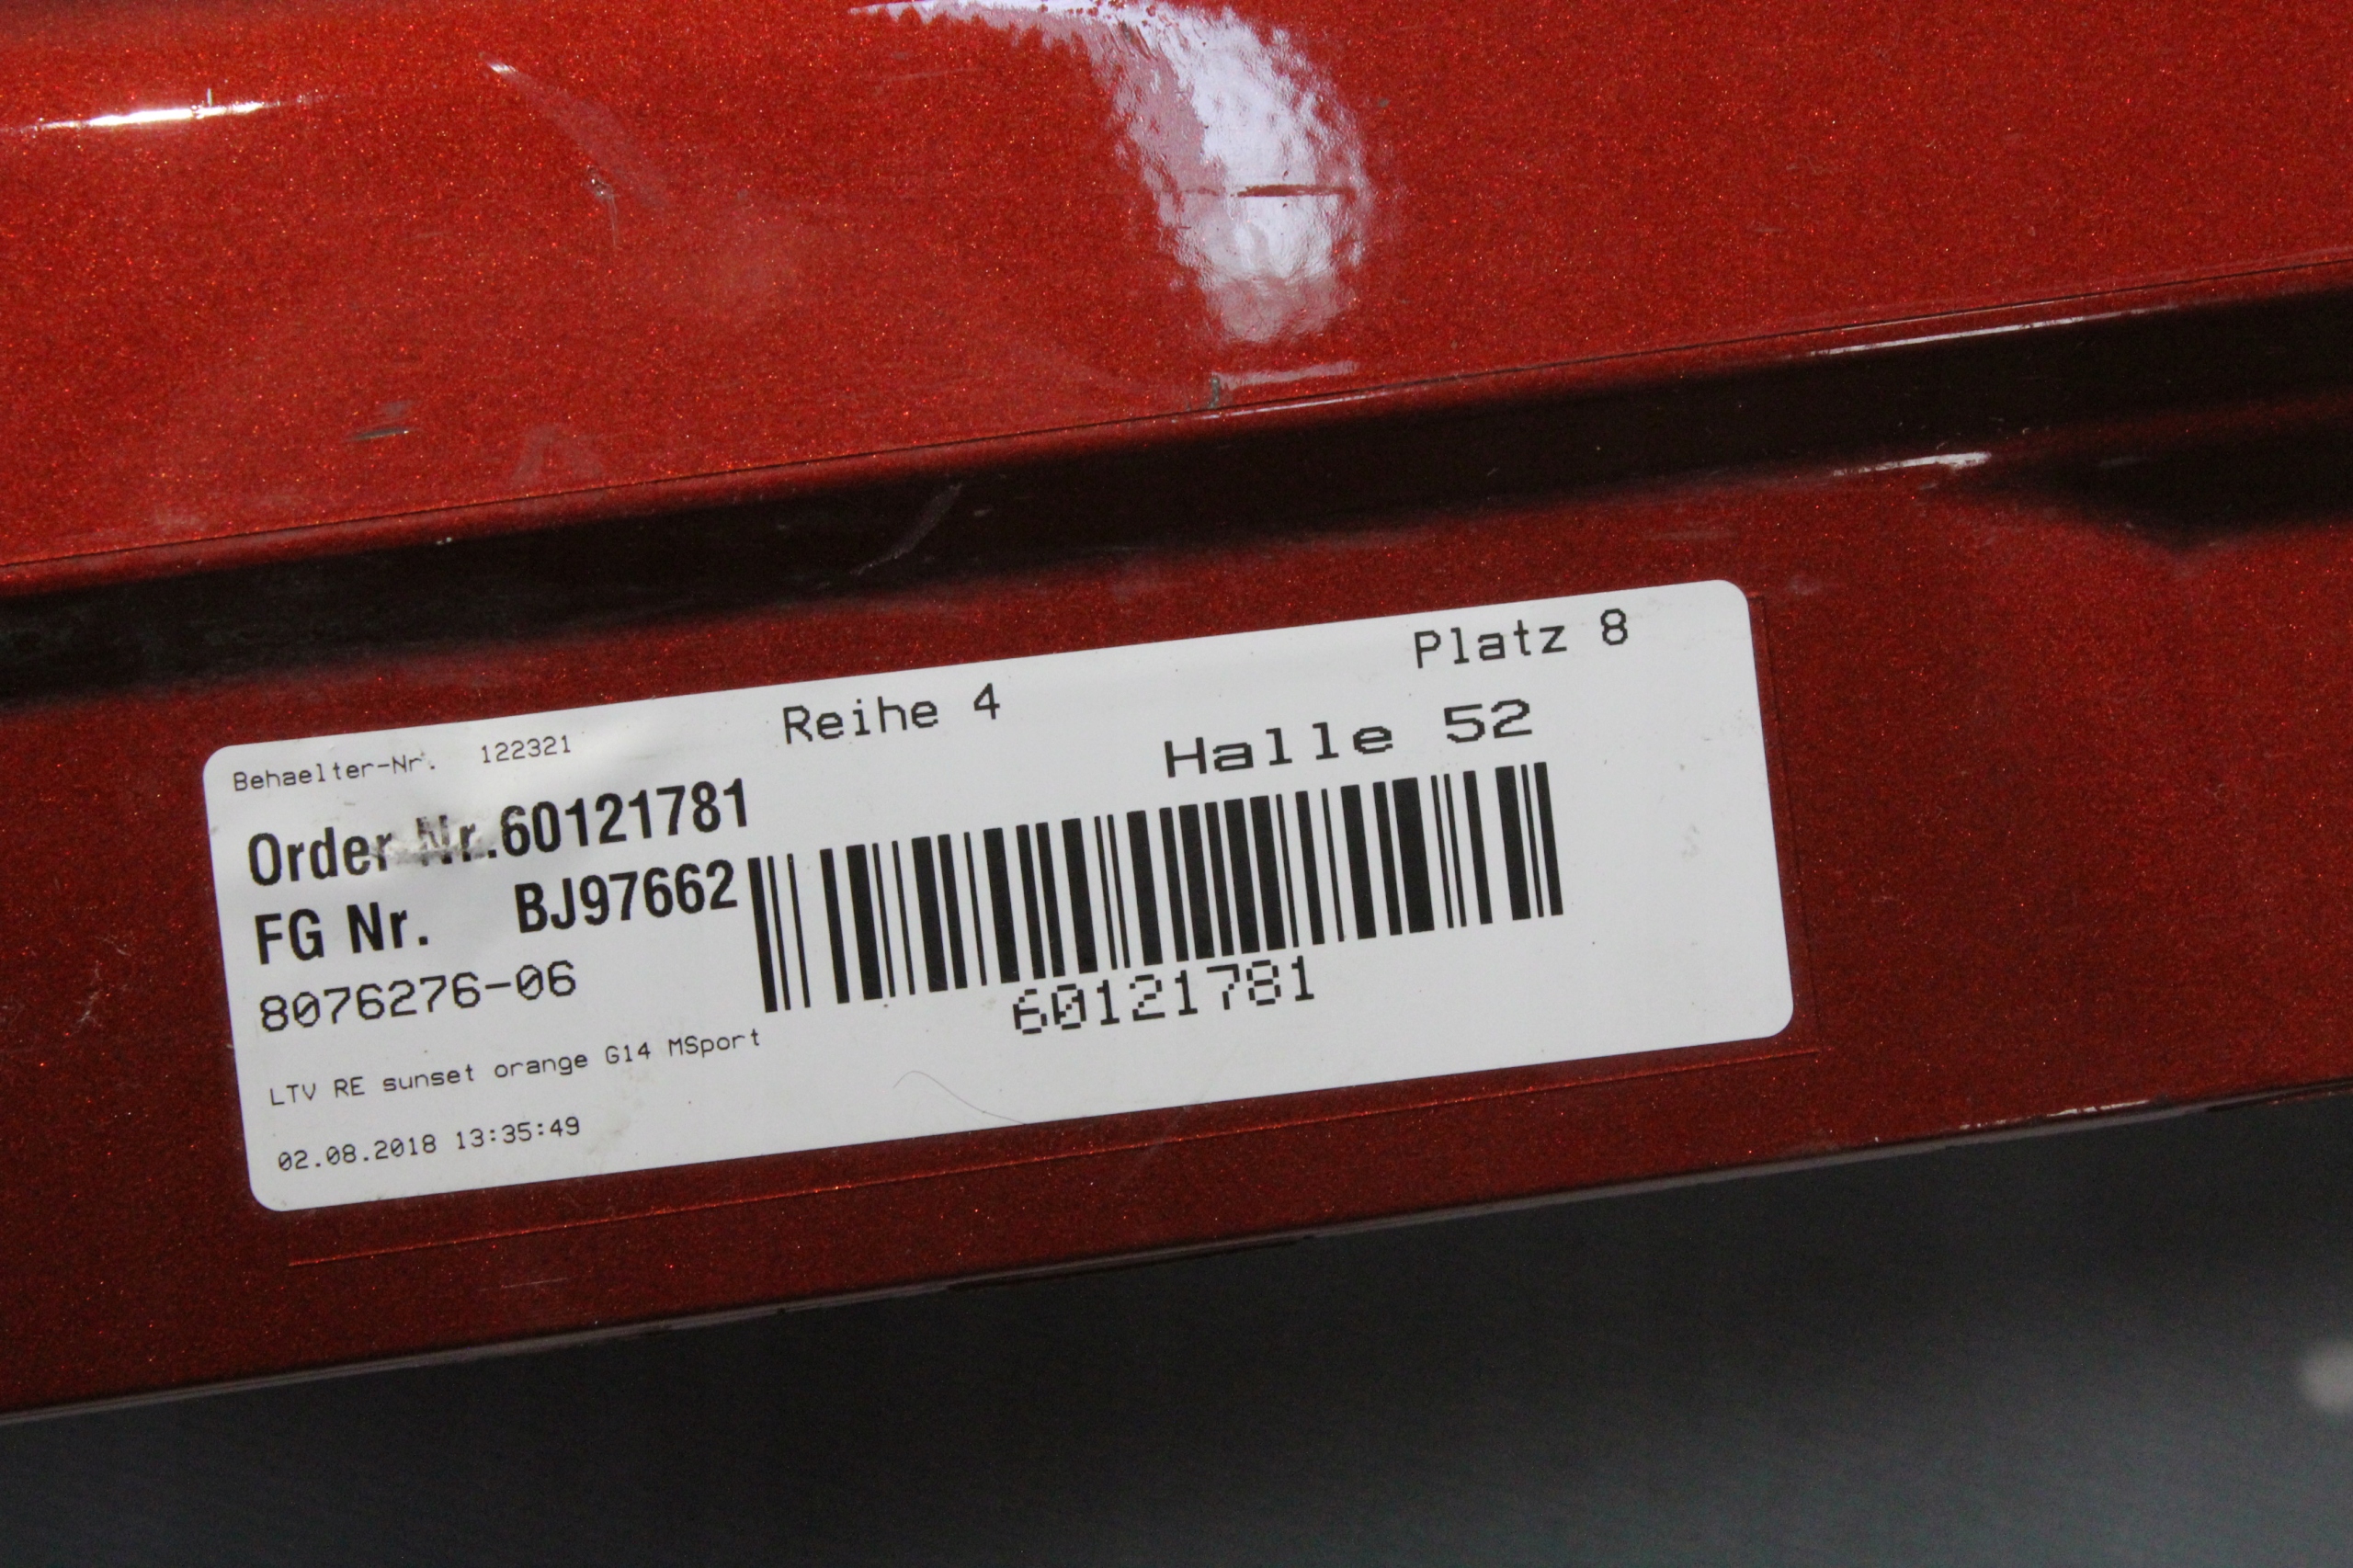 Platz 8
Reihe 4
Halle 52
Behaelter-Nr. 122321
Order Nr.60121781
FG Nr. BJ97662
8076276-06
60121781
LTV RE sunset orange G14 MSport
02.08.2018 13:35:49